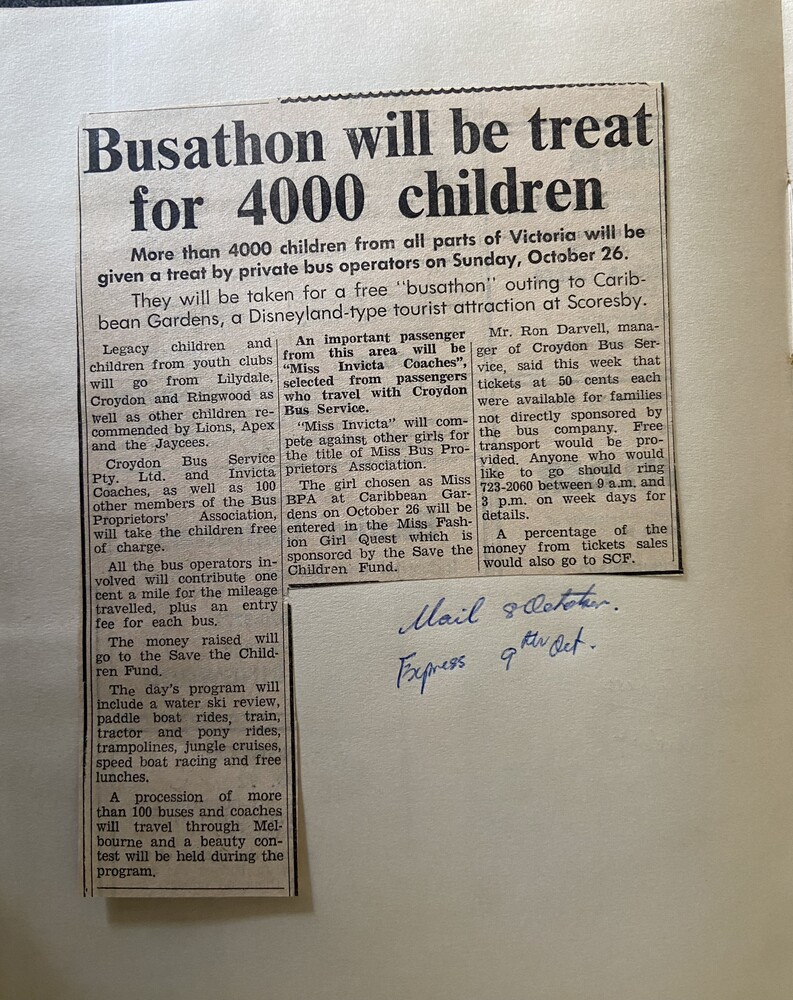 Busathon will be treat
for 4000 children
More than 4000 children from all parts of Victoria will be
given a treat by private bus operators on Sunday, October 26.
They will be taken for a free "busathon" outing to Carib-
bean Gardens, a Disneyland-type tourist attraction at Scoresby.
Legacy children and
children from youth clubs
will go from Lilydale,
Croydon and Ringwood as
well as other children re-
commended by Lions, Apex
and the Jaycees.
Croydon Bus Service
Pty. Ltd. and Invicta
Coaches, as well as 100
other members of the Bus
Proprietors' Association,
will take the children free
of charge.
All the bus operators in-
volved will contribute one
cent a mile for the mileage
travelled, plus an entry
fee for each bus.
The money raised will
go to the Save the Child-
ren Fund.
The day's program will
include a water ski review,
paddle boat rides, train,
tractor and pony rides,
trampolines, jungle cruises,
speed boat racing and free
lunches.
A procession of more
than 100 buses and coaches
will travel through Mel-
bourne and a beauty con-
test will be held during the
program.
An important passenger
from this area will be
"Miss Invicta Coaches",
selected from passengers
who travel with Croydon
Bus Service.
"Miss Invicta" will com-
pete against other girls for
the title of Miss Bus Pro-
prietors Association.
The girl chosen as Miss
BPA at Caribbean Gar-
dens on October 26 will be
entered in the Miss Fash-
ion Girl Quest which is
sponsored by the Save the
Children Fund.
Mr. Ron Darvell, mana-
ger of Croydon Bus Ser-
vice, said this week that
tickets at 50 cents each
were available for families
not directly sponsored by
the bus company. Free
transport would be pro-
vided. Anyone who would
like to go should ring
723-2060 between 9 a.m. and
3 p.m. on week days for
details.
A percentage of the
money from tickets sales
would also go to SCF.
Mail 8 October.
Express 9th Oct.